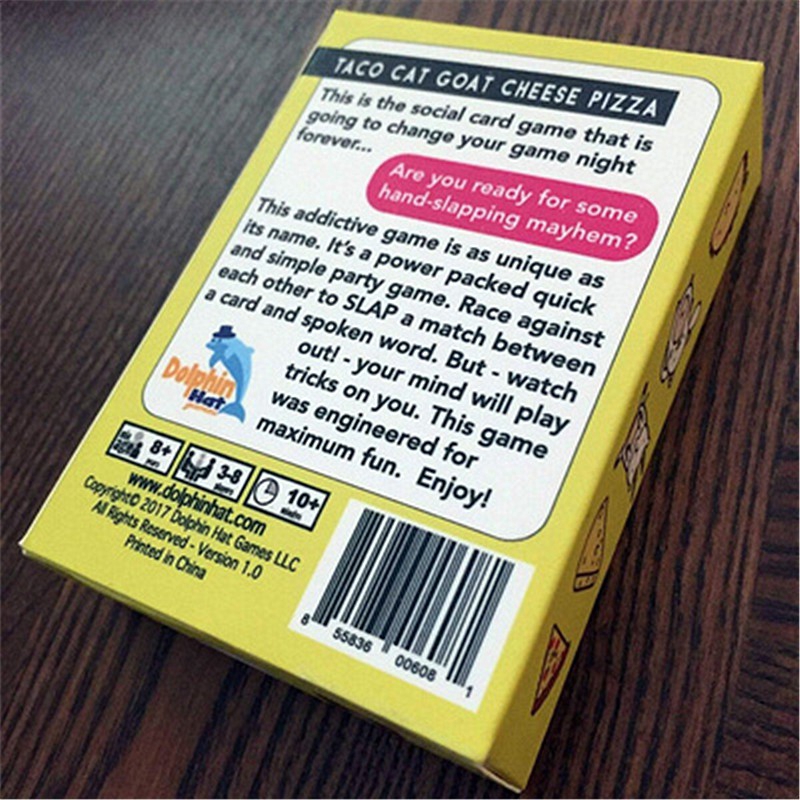 TACO CAT GOAT CHEESE PIZZA
This is the social card game that is
going to change your game night
forever...
Are you ready for some
hand-slapping mayhem?
This addictive game is as unique as
its name. It's a power packed quick
and simple party game. Race against
each other to SLAP a match between
a card and spoken word. But - watch
out! - your mind will play
tricks on you. This game
was engineered for
maximum fun. Enjoy!
Dolphin
Hat
games
8+
3-8
10+
www.dolphinhat.com
Copyright© 2017 Dolphin Hat Games LLC
All Rights Reserved - Version 1.0
Printed in China
8 55836 00608 1